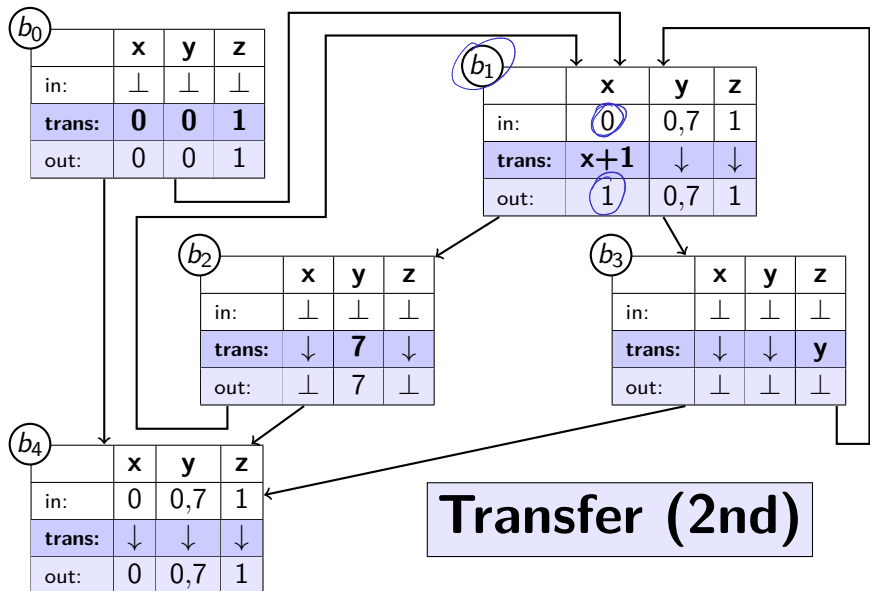 b0
x y z
in: ⊥ ⊥ ⊥
trans: 0 0 1
out: 0 0 1
b1
x y z
in: 0 0,7 1
trans: x+1 ↓ ↓
out: 1 0,7 1
b2
x y z
in: ⊥ ⊥ ⊥
trans: ↓ 7 ↓
out: ⊥ 7 ⊥
b3
x y z
in: ⊥ ⊥ ⊥
trans: ↓ ↓ y
out: ⊥ ⊥ ⊥
b4
x y z
in: 0 0,7 1
trans: ↓ ↓ ↓
out: 0 0,7 1
Transfer (2nd)